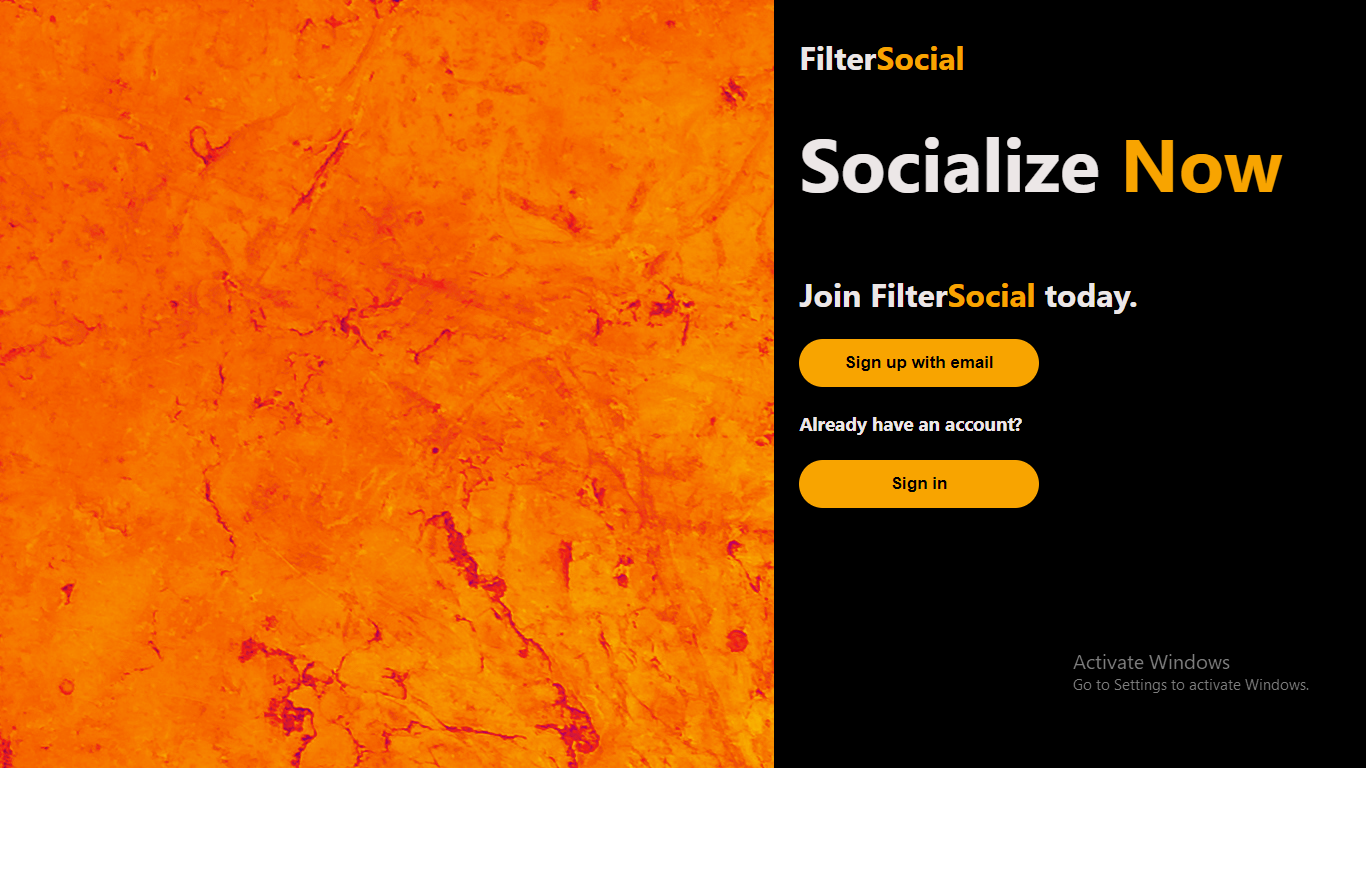 FilterSocial
Socialize Now
Join FilterSocial today.
Sign up with email
Already have an account?
Sign in
Activate Windows
Go to Settings to activate Windows.